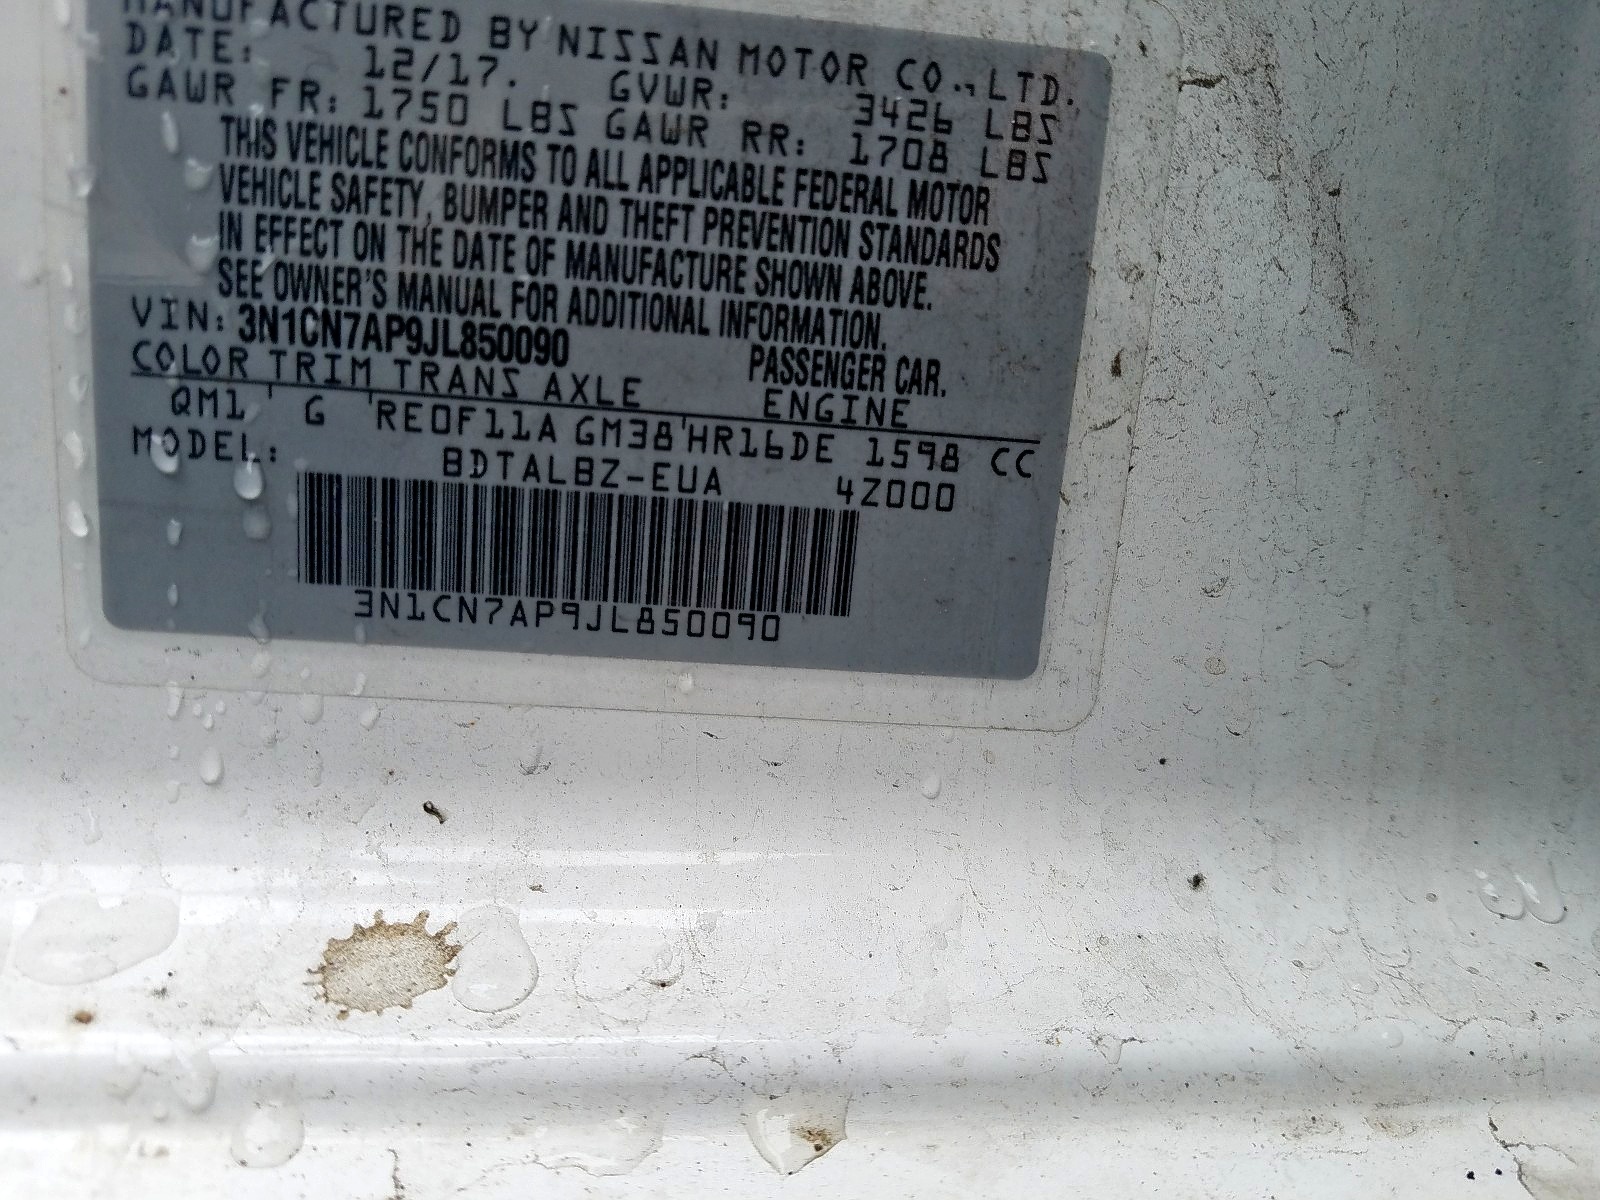 MANUFACTURED BY NISSAN MOTOR CO., LTD.
DATE: 12/17. GVWR: 3426 LBS
GAWR FR: 1750 LBS GAWR RR: 1708 LBS
THIS VEHICLE CONFORMS TO ALL APPLICABLE FEDERAL MOTOR
VEHICLE SAFETY, BUMPER AND THEFT PREVENTION STANDARDS
IN EFFECT ON THE DATE OF MANUFACTURE SHOWN ABOVE.
SEE OWNER'S MANUAL FOR ADDITIONAL INFORMATION.
VIN: 3N1CN7AP9JL850090 PASSENGER CAR.
COLOR TRIM TRANS AXLE ENGINE
QM1 G RE0F11A GM38 HR16DE 1598 CC
MODEL: BDTALBZ-EUA 4Z000
3N1CN7AP9JL850090